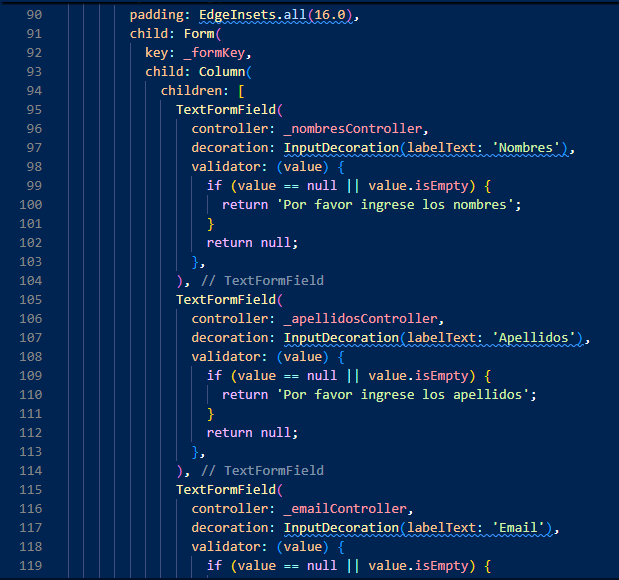 90 padding: EdgeInsets.all(16.0),
91 child: Form(
92 key: _formKey,
93 child: Column(
94 children: [
95 TextFormField(
96 controller: _nombresController,
97 decoration: InputDecoration(labelText: 'Nombres'),
98 validator: (value) {
99 if (value == null || value.isEmpty) {
100 return 'Por favor ingrese los nombres';
101 }
102 return null;
103 },
104 ), // TextFormField
105 TextFormField(
106 controller: _apellidosController,
107 decoration: InputDecoration(labelText: 'Apellidos'),
108 validator: (value) {
109 if (value == null || value.isEmpty) {
110 return 'Por favor ingrese los apellidos';
111 }
112 return null;
113 },
114 ), // TextFormField
115 TextFormField(
116 controller: _emailController,
117 decoration: InputDecoration(labelText: 'Email'),
118 validator: (value) {
119 if (value == null || value.isEmpty) {